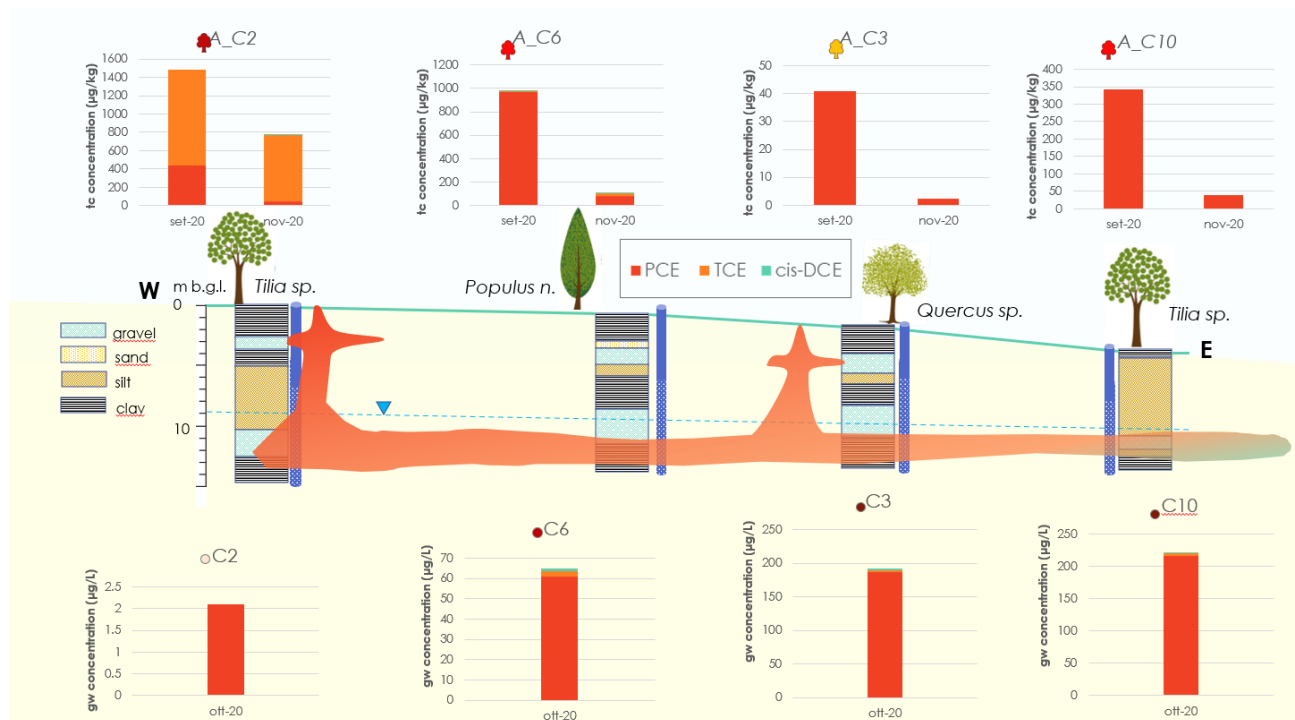 A_C2
A_C6
A_C3
A_C10
tc concentration (µg/kg)
1600
1400
1200
1000
800
600
400
200
0
set-20
nov-20
tc concentration (µg/kg)
1200
1000
800
600
400
200
0
set-20
nov-20
tc concentration (µg/kg)
50
40
30
20
10
0
set-20
nov-20
tc concentration (µg/kg)
400
350
300
250
200
150
100
50
0
set-20
nov-20
PCE TCE cis-DCE
W m b.g.l. Tilia sp.
Populus n.
Quercus sp.
Tilia sp.
E
0
10
gravel
sand
silt
clav
C2
C6
C3
C10
gw concentration (µg/L)
2.5
2
1.5
1
0.5
0
ott-20
gw concentration (µg/L)
70
60
50
40
30
20
10
0
ott-20
gw concentration (µg/L)
250
200
150
100
50
0
ott-20
gw concentration (µg/L)
250
200
150
100
50
0
ott-20